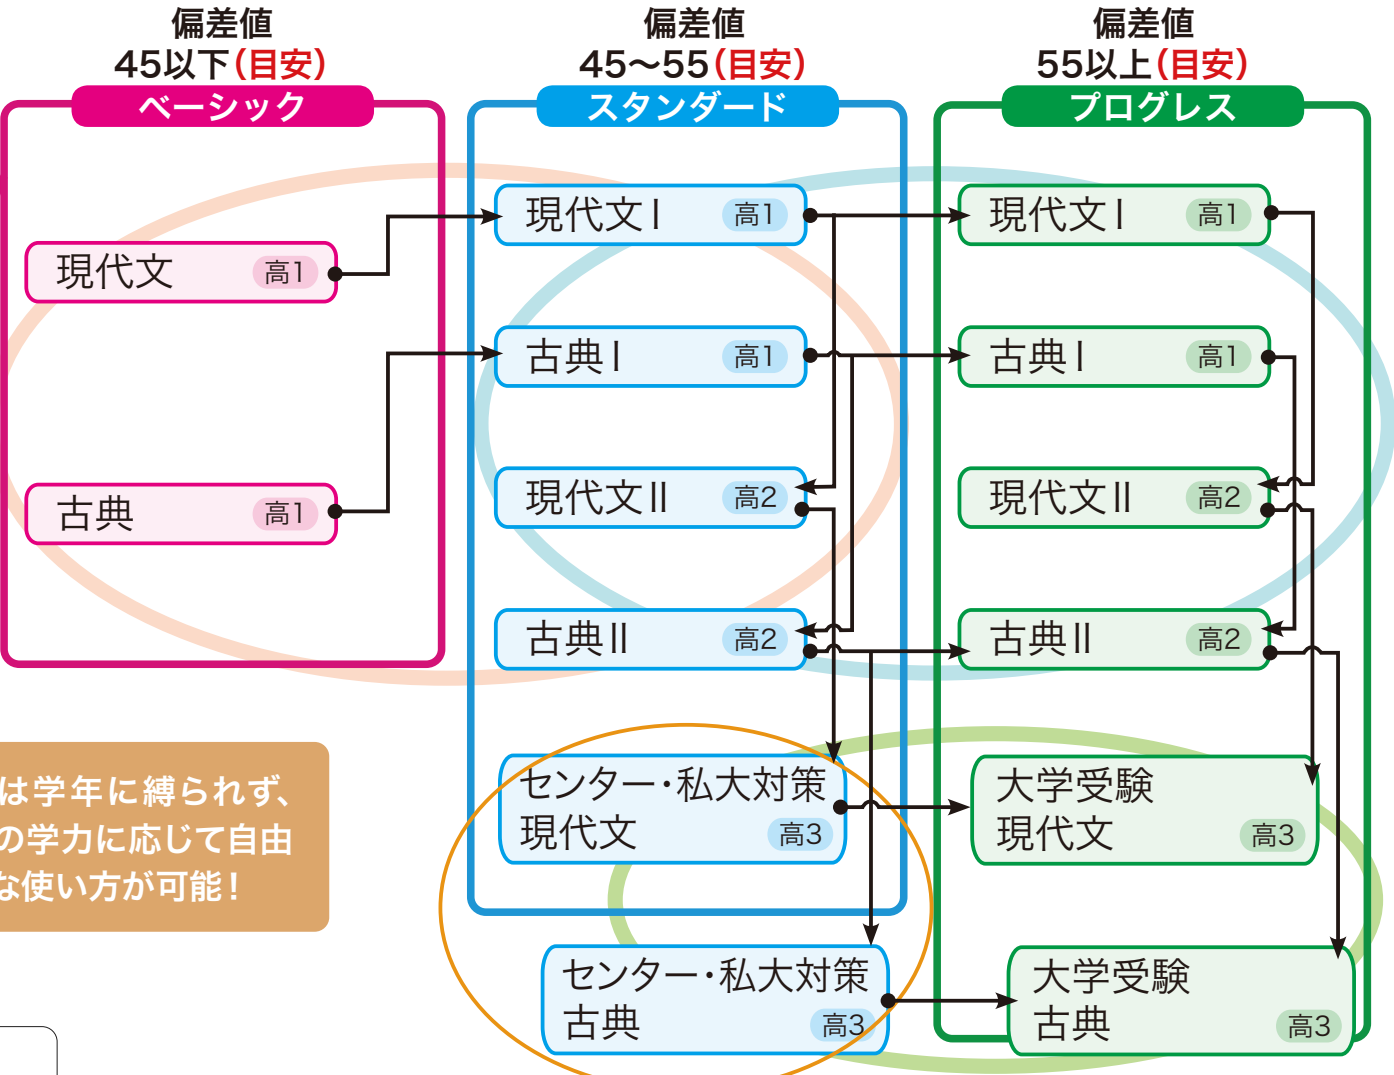 偏差値
45以下(目安)
ベーシック
現代文 高1
古典 高1
偏差値
45～55(目安)
スタンダード
現代文Ⅰ 高1
古典Ⅰ 高1
現代文Ⅱ 高2
古典Ⅱ 高2
センター・私大対策
現代文 高3
センター・私大対策
古典 高3
偏差値
55以上(目安)
プログレス
現代文Ⅰ 高1
古典Ⅰ 高1
現代文Ⅱ 高2
古典Ⅱ 高2
大学受験
現代文 高3
大学受験
古典 高3
は学年に縛られず、
の学力に応じて自由
な使い方が可能！